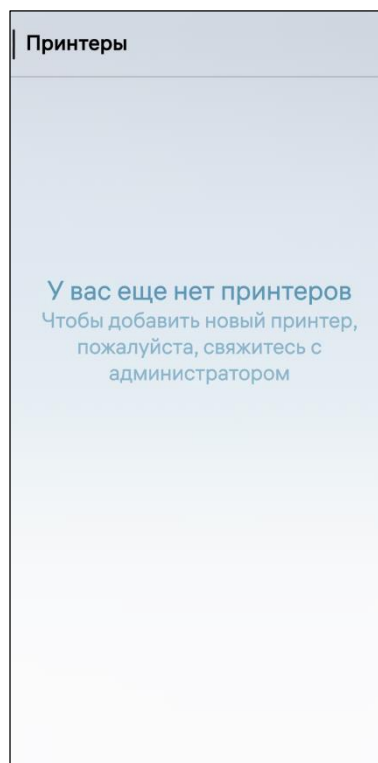 Принтеры
У вас еще нет принтеров
Чтобы добавить новый принтер,
пожалуйста, свяжитесь с
администратором